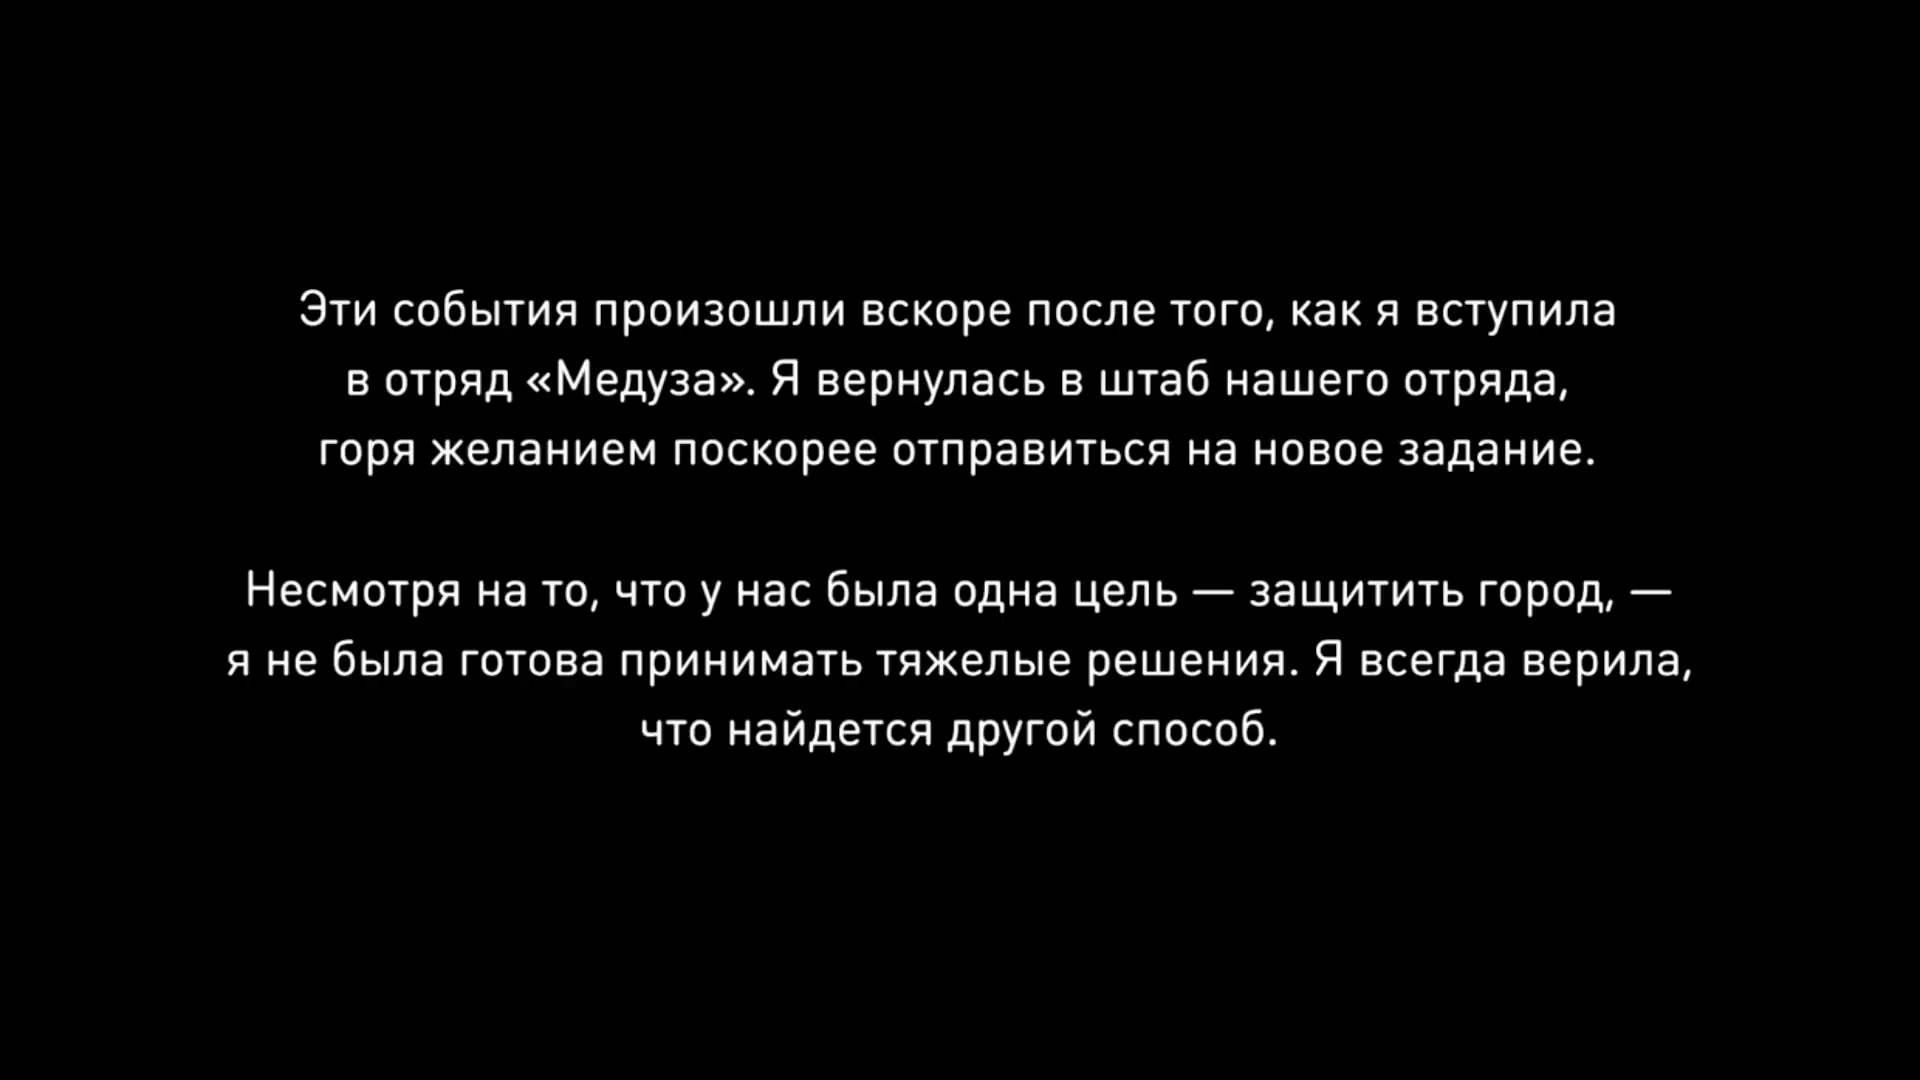 Эти события произошли вскоре после того, как я вступила
в отряд «Медуза». Я вернулась в штаб нашего отряда,
горя желанием поскорее отправиться на новое задание.
Несмотря на то, что у нас была одна цель — защитить город, —
я не была готова принимать тяжелые решения. Я всегда верила,
что найдется другой способ.